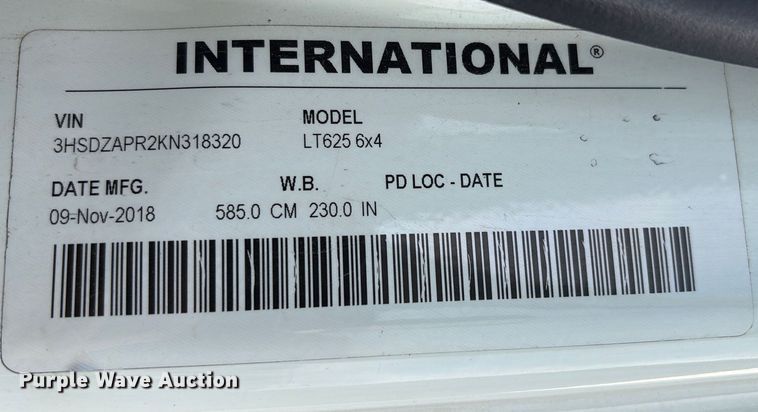 INTERNATIONAL®
VIN MODEL
3HSDZAPR2KN318320 LT625 6x4
DATE MFG. W.B. PD LOC - DATE
09-Nov-2018 585.0 CM 230.0 IN
Purple Wave Auction